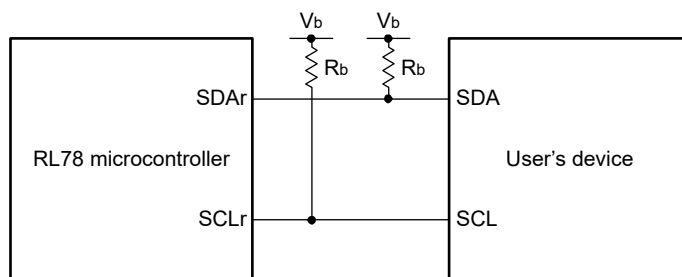 Vb Vb
Rb Rb
SDAr SDA
RL78 microcontroller User's device
SCLr SCL